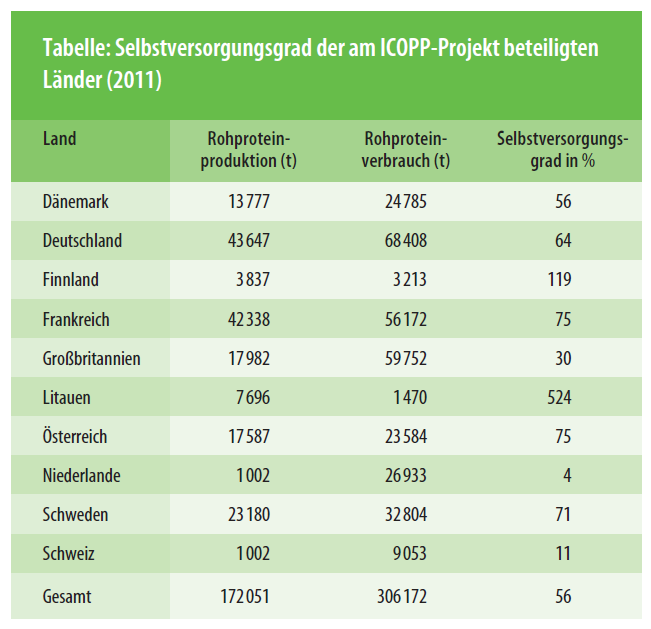 Tabelle: Selbstversorgungsgrad der am ICOPP-Projekt beteiligten
Länder (2011)
Land Rohprotein- Rohprotein- Selbstversorgungs-
produktion (t) verbrauch (t) grad in %
Dänemark 13 777 24 785 56
Deutschland 43 647 68 408 64
Finnland 3 837 3 213 119
Frankreich 42 338 56 172 75
Großbritannien 17 982 59 752 30
Litauen 7 696 1 470 524
Österreich 17 587 23 584 75
Niederlande 1 002 26 933 4
Schweden 23 180 32 804 71
Schweiz 1 002 9 053 11
Gesamt 172 051 306 172 56